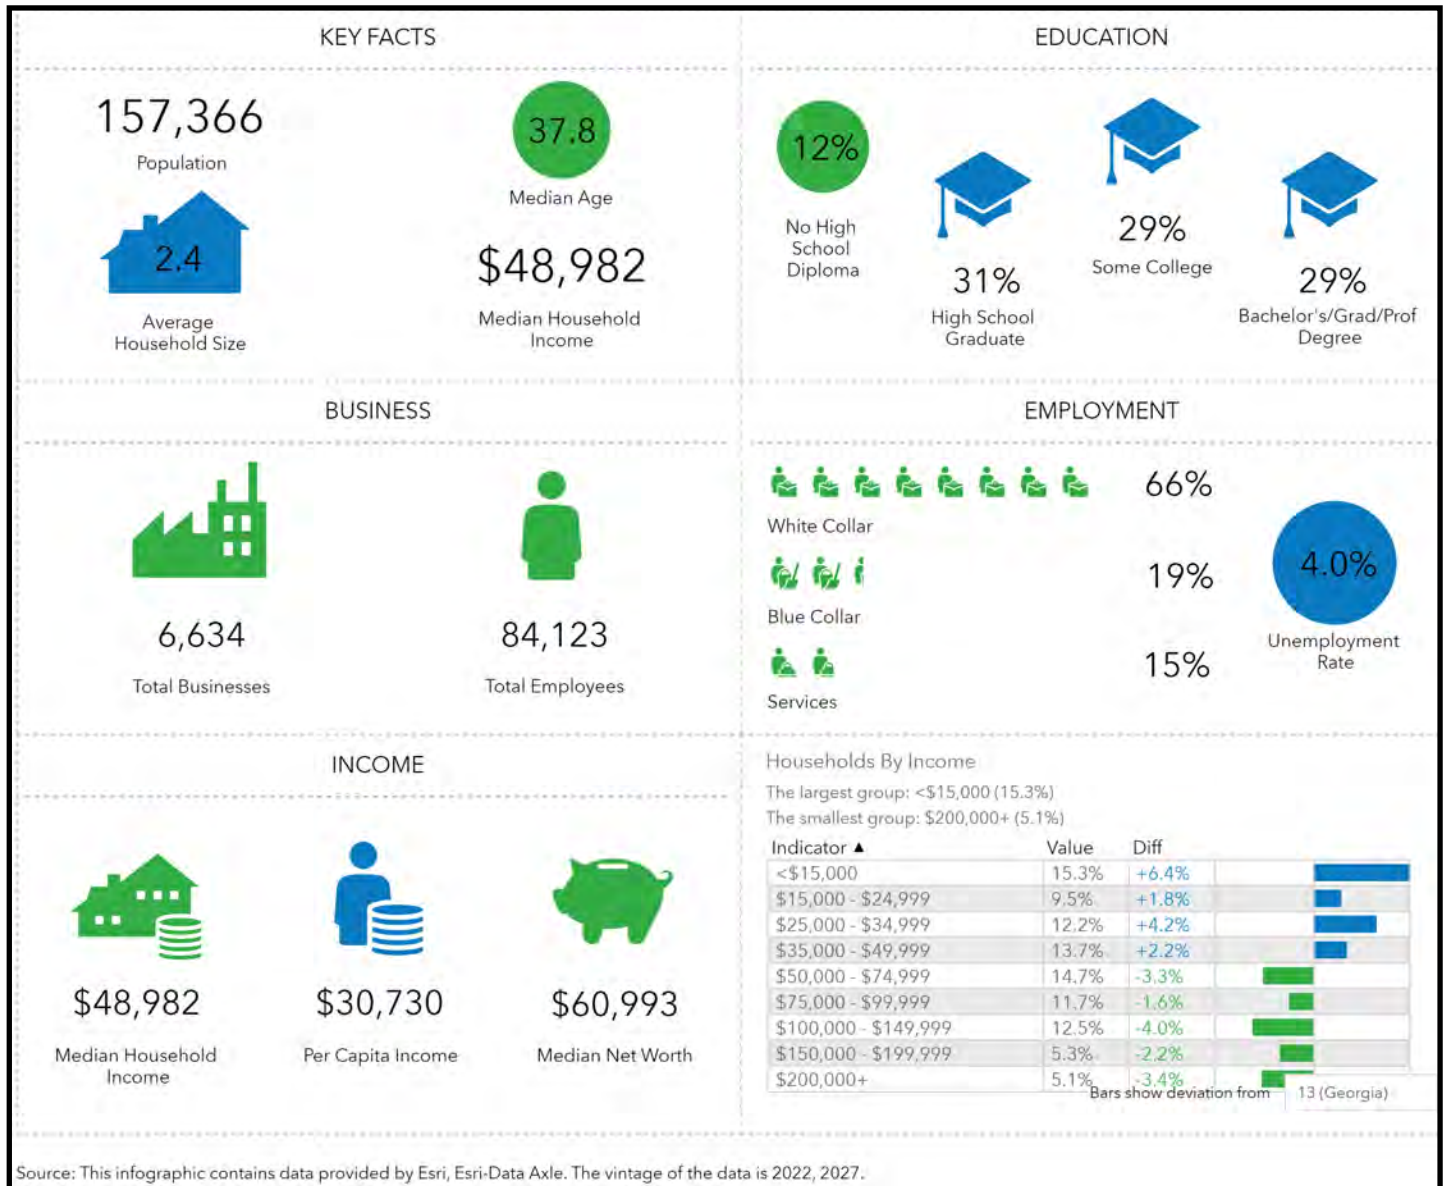 KEY FACTS
157,366
Population
37.8
Median Age
2.4
Average
Household Size
$48,982
Median Household
Income
EDUCATION
12%
No High
School
Diploma
31%
High School
Graduate
29%
Some College
29%
Bachelor's/Grad/Prof
Degree
BUSINESS
6,634
Total Businesses
84,123
Total Employees
EMPLOYMENT
66%
White Collar
19%
Blue Collar
15%
Services
4.0%
Unemployment
Rate
INCOME
$48,982
Median Household
Income
$30,730
Per Capita Income
$60,993
Median Net Worth
Households By Income
The largest group: <$15,000 (15.3%)
The smallest group: $200,000+ (5.1%)
Indicator ▲ Value Diff
<$15,000 15.3% +6.4%
$15,000 - $24,999 9.5% +1.8%
$25,000 - $34,999 12.2% +4.2%
$35,000 - $49,999 13.7% +2.2%
$50,000 - $74,999 14.7% -3.3%
$75,000 - $99,999 11.7% -1.6%
$100,000 - $149,999 12.5% -4.0%
$150,000 - $199,999 5.3% -2.2%
$200,000+ 5.1% -3.4%
Bars show deviation from 13 (Georgia)
Source: This infographic contains data provided by Esri, Esri-Data Axle. The vintage of the data is 2022, 2027.